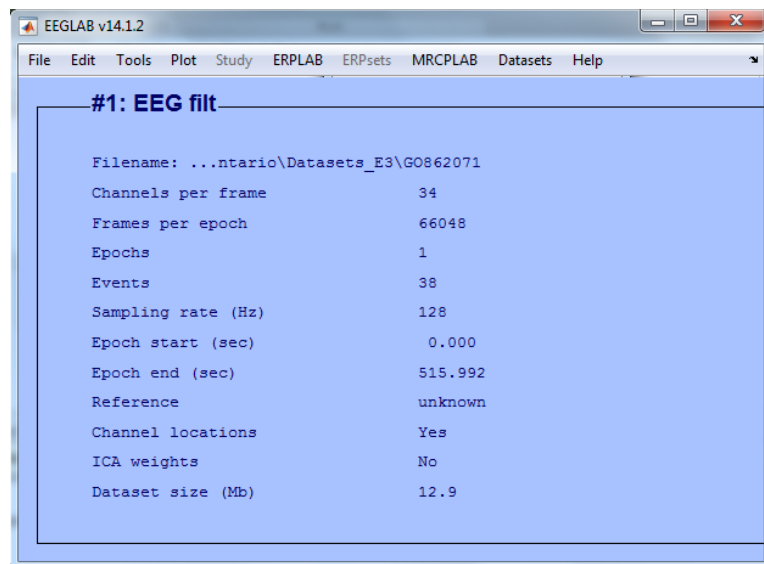 EEGLAB v14.1.2
File Edit Tools Plot Study ERPLAB ERPsets MRCPLAB Datasets Help
#1: EEG filt
Filename: ...ntario\Datasets_E3\GO862071
Channels per frame 34
Frames per epoch 66048
Epochs 1
Events 38
Sampling rate (Hz) 128
Epoch start (sec) 0.000
Epoch end (sec) 515.992
Reference unknown
Channel locations Yes
ICA weights No
Dataset size (Mb) 12.9